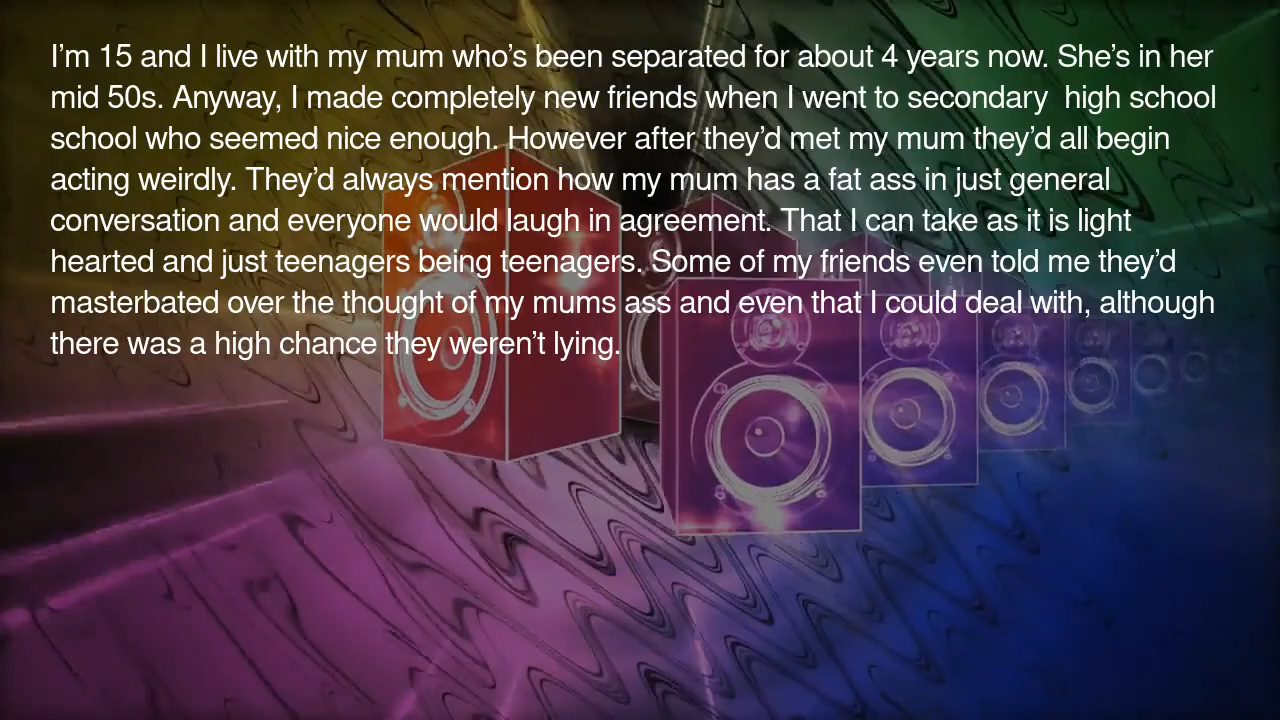 I’m 15 and I live with my mum who’s been separated for about 4 years now. She’s in her
mid 50s. Anyway, I made completely new friends when I went to secondary  high school
school who seemed nice enough. However after they’d met my mum they’d all begin
acting weirdly. They’d always mention how my mum has a fat ass in just general
conversation and everyone would laugh in agreement. That I can take as it is light
hearted and just teenagers being teenagers. Some of my friends even told me they’d
masterbated over the thought of my mums ass and even that I could deal with, although
there was a high chance they weren’t lying.